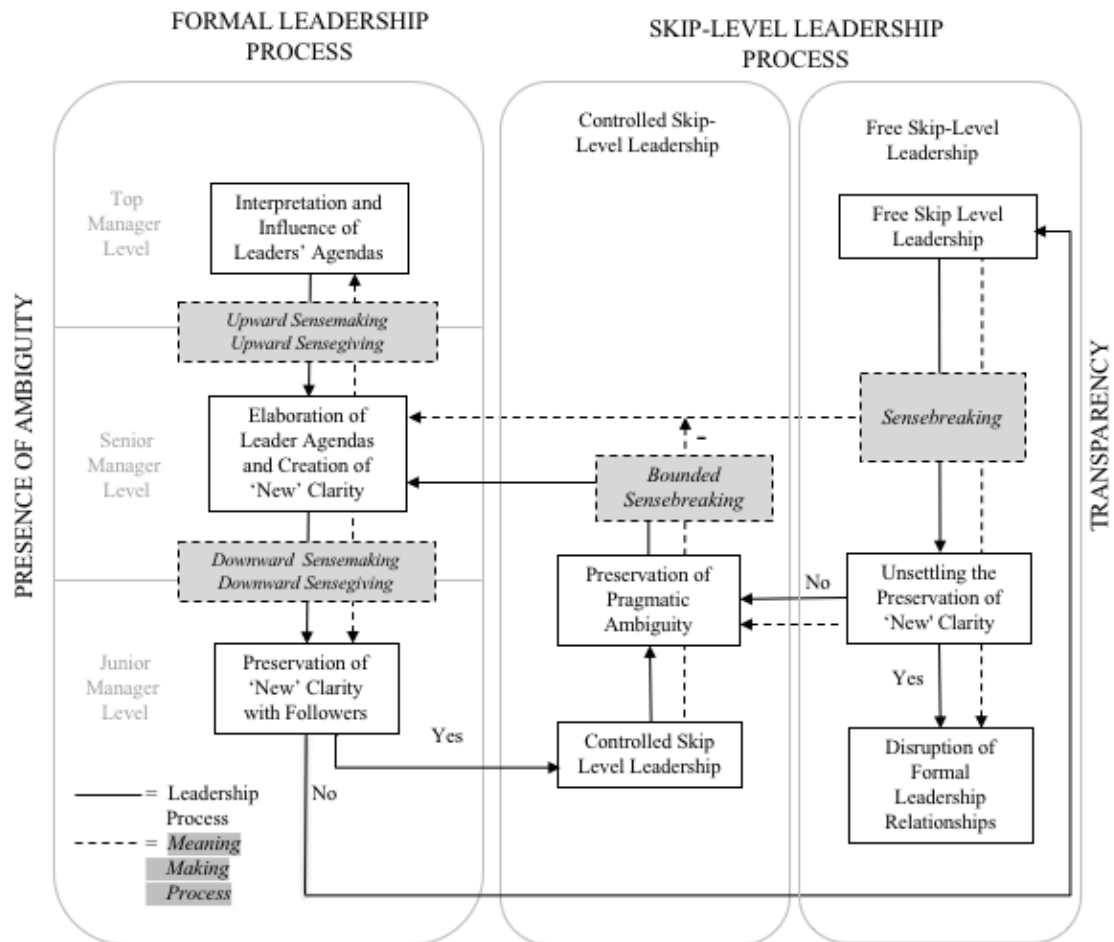 FORMAL LEADERSHIP
PROCESS
SKIP-LEVEL LEADERSHIP
PROCESS
PRESENCE OF AMBIGUITY
TRANSPARENCY
Top
Manager
Level
Senior
Manager
Level
Junior
Manager
Level
Interpretation and
Influence of
Leaders’ Agendas
Upward Sensemaking
Upward Sensegiving
Elaboration of
Leader Agendas
and Creation of
‘New’ Clarity
Downward Sensemaking
Downward Sensegiving
Preservation of
‘New’ Clarity
with Followers
Yes
No
= Leadership
Process
= Meaning
Making
Process
Controlled Skip-
Level Leadership
-
Bounded
Sensebreaking
Preservation of
Pragmatic
Ambiguity
Controlled Skip
Level Leadership
Free Skip-Level
Leadership
Free Skip Level
Leadership
Sensebreaking
No
Unsettling the
Preservation of
‘New' Clarity
Yes
Disruption of
Formal
Leadership
Relationships